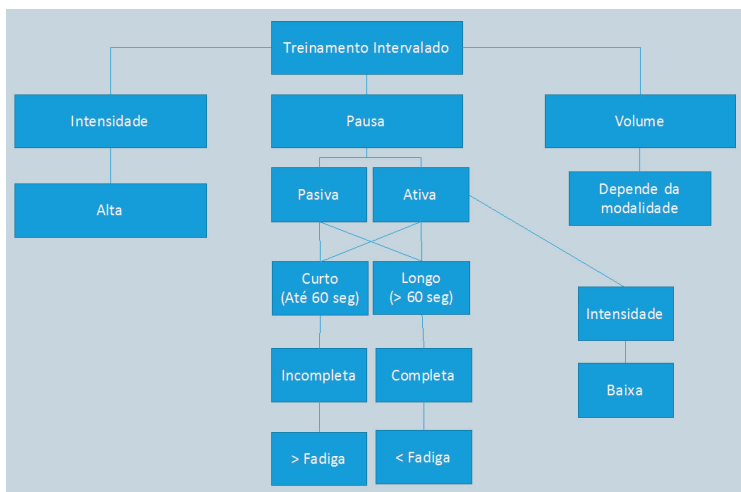 Treinamento Intervalado
Intensidade
Pausa
Volume
Alta
Pasiva
Ativa
Depende da
modalidade
Curto
(Até 60 seg)
Longo
(> 60 seg)
Intensidade
Incompleta
Completa
Baixa
> Fadiga
< Fadiga